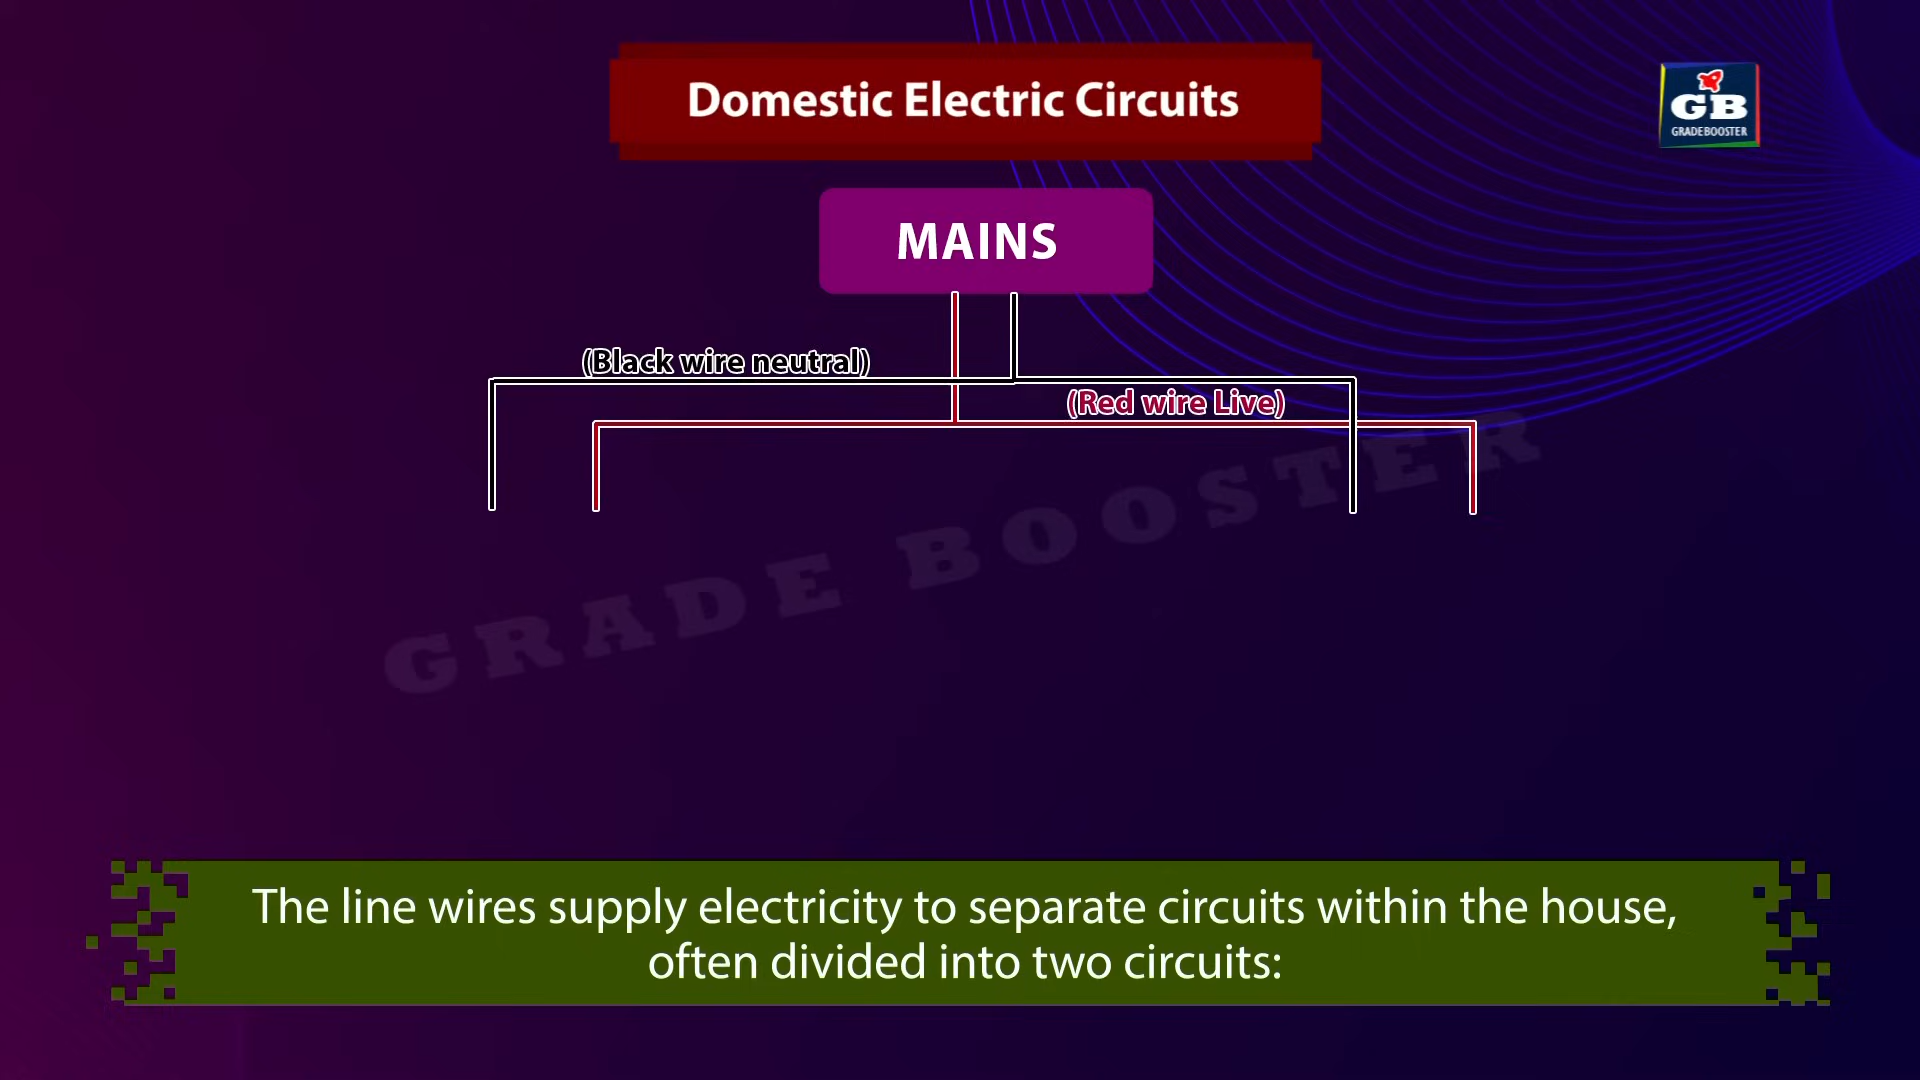 Domestic Electric Circuits
GB
GRADEBOOSTER
MAINS
(Black wire neutral)
(Red wire Live)
GRADE BOOSTER
The line wires supply electricity to separate circuits within the house,
often divided into two circuits: